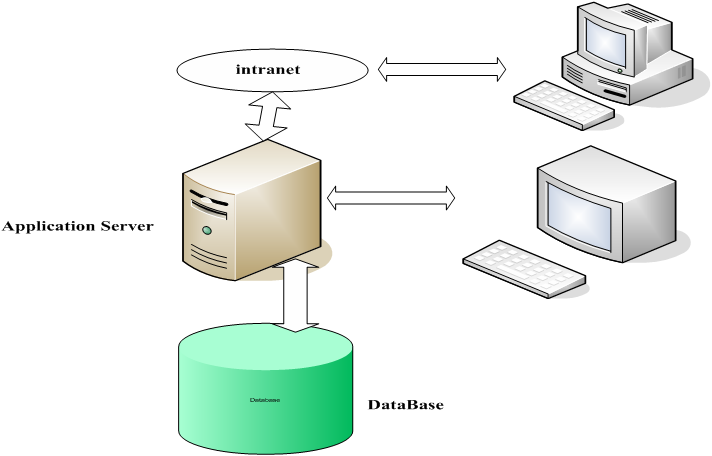 intranet
Application Server
Database
DataBase